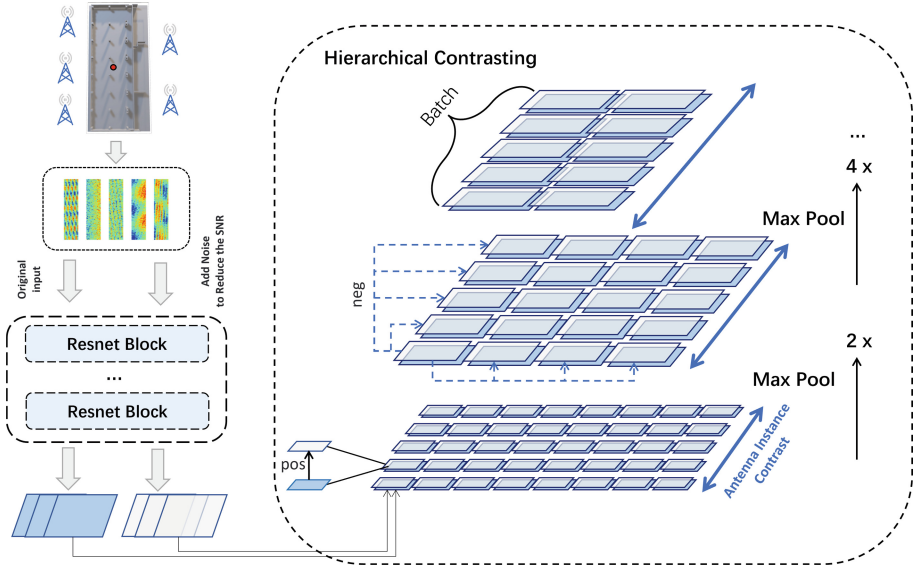 Hierarchical Contrasting
Batch
...
4 x
Max Pool
Original
input
Add Noise
to Reduce the SNR
neg
Resnet Block
...
Resnet Block
2 x
Max Pool
pos
Antenna Instance
Contrast